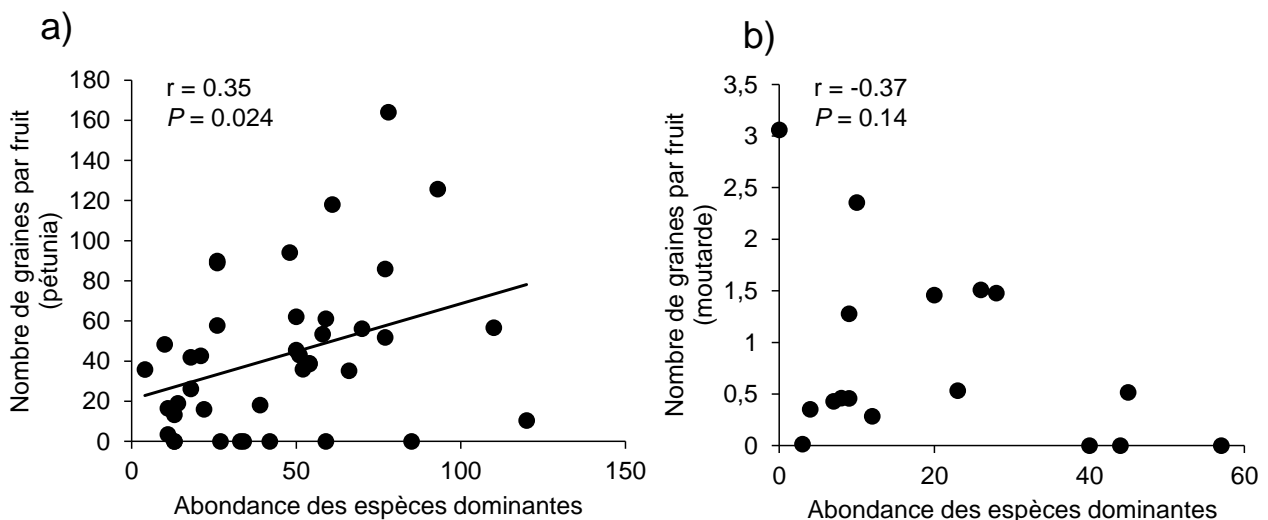 a)
r = 0.35
P = 0.024
Nombre de graines par fruit
(pétunia)
180
160
140
120
100
80
60
40
20
0
0
50
100
150
Abondance des espèces dominantes
b)
r = -0.37
P = 0.14
Nombre de graines par fruit
(moutarde)
3,5
3
2,5
2
1,5
1
0,5
0
0
20
40
60
Abondance des espèces dominantes